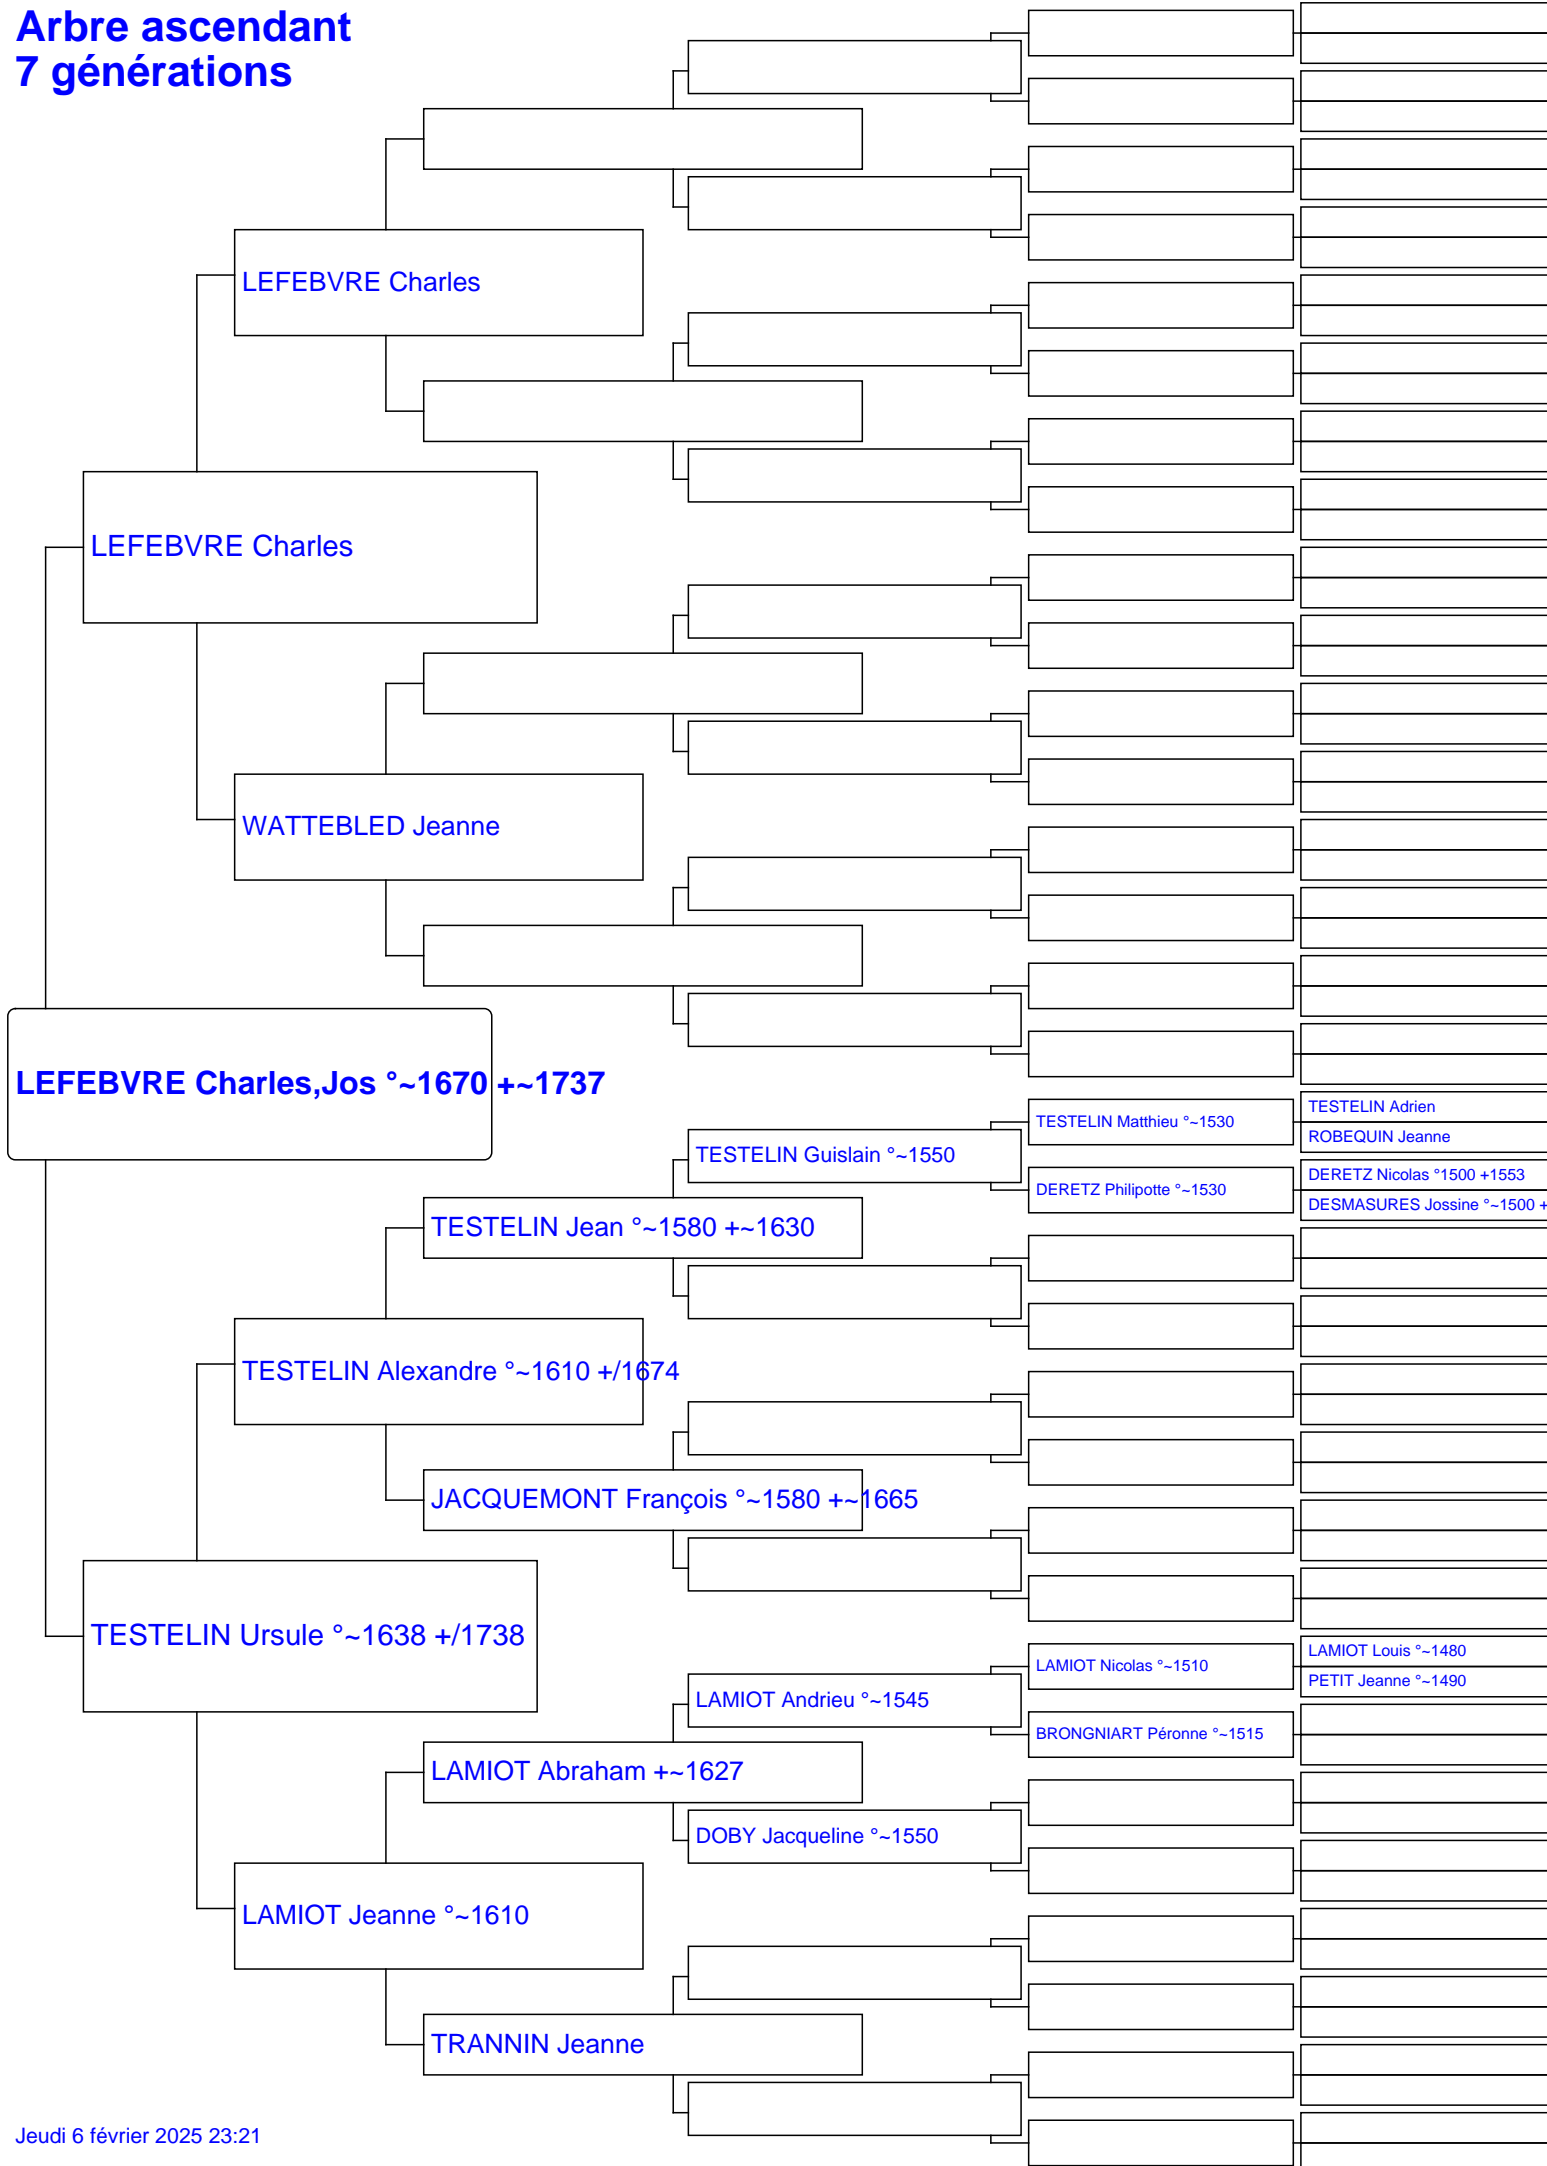 Arbre ascendant
7 générations
LEFEBVRE Charles
LEFEBVRE Charles
WATTEBLED Jeanne
LEFEBVRE Charles,Jos °~1670 +~1737
TESTELIN Adrien
TESTELIN Matthieu °~1530
ROBEQUIN Jeanne
TESTELIN Guislain °~1550
DERETZ Nicolas °1500 +1553
DERETZ Philipotte °~1530
DESMASURES Jossine °~1500 +
TESTELIN Jean °~1580 +~1630
TESTELIN Alexandre °~1610 +/1674
JACQUEMONT François °~1580 +~1665
TESTELIN Ursule °~1638 +/1738
LAMIOT Louis °~1480
LAMIOT Nicolas °~1510
PETIT Jeanne °~1490
LAMIOT Andrieu °~1545
BRONGNIART Péronne °~1515
LAMIOT Abraham +~1627
DOBY Jacqueline °~1550
LAMIOT Jeanne °~1610
TRANNIN Jeanne
Jeudi 6 février 2025 23:21